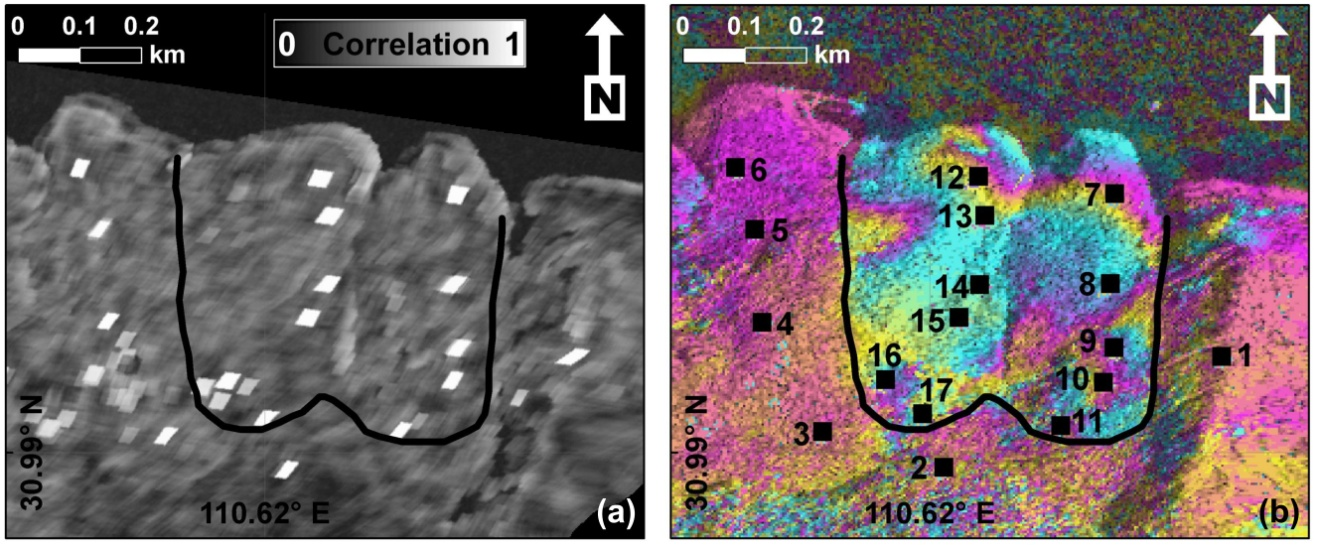 0 0.1 0.2
km
0 Correlation 1
N
30.99° N
110.62° E
(a)
0 0.1 0.2
km
N
6
12
7
13
5
14
8
15
4
9
1
16
10
17
11
3
2
30.99° N
110.62° E
(b)